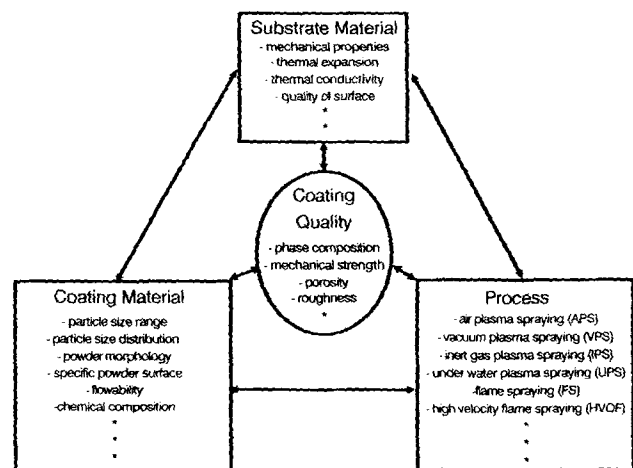 Substrate Material
- mechanical properties
- thermal expansion
- thermal conductivity
- quality of surface
*
*
Coating
Quality
- phase composition
- mechanical strength
- porosity
- roughness
*
Coating Material
- particle size range
- particle size distribution
- powder morphology
- specific powder surface
- flowability
-chemical composition
*
*
*
Process
- air plasma spraying (APS)
- vacuum plasma spraying (VPS)
- inert gas plasma spraying (IPS)
- under water plasma spraying (UPS)
-flame spraying (FS)
- high velocity flame spraying (HVOF)
*
*
*